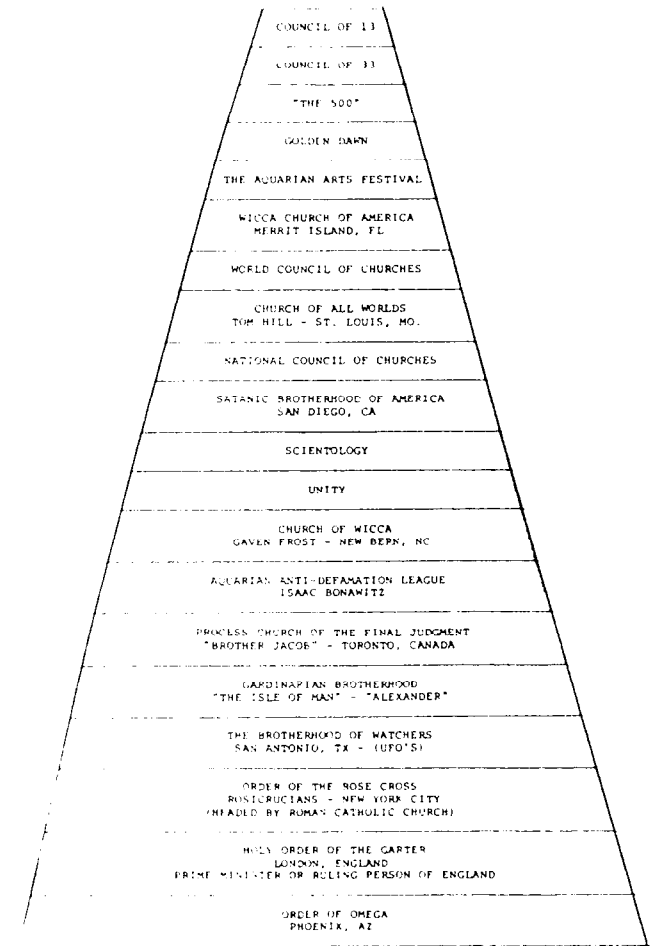 COUNCIL OF 13
COUNCIL OF 33
"THE 500"
GOLDEN DAWN
THE AQUARIAN ARTS FESTIVAL
WICCA CHURCH OF AMERICA
MERRIT ISLAND, FL
WORLD COUNCIL OF CHURCHES
CHURCH OF ALL WORLDS
TOM HILL - ST. LOUIS, MO.
NATIONAL COUNCIL OF CHURCHES
SATANIC BROTHERHOOD OF AMERICA
SAN DIEGO, CA
SCIENTOLOGY
UNITY
CHURCH OF WICCA
GAVEN FROST - NEW BERN, NC
AQUARIAN ANTI-DEFAMATION LEAGUE
ISAAC BONAWITZ
PROCESS CHURCH OF THE FINAL JUDGMENT
"BROTHER JACOB" - TORONTO, CANADA
GARDINARIAN BROTHERHOOD
"THE ISLE OF MAN" - "ALEXANDER"
THE BROTHERHOOD OF WATCHERS
SAN ANTONIO, TX - (UFO'S)
ORDER OF THE ROSE CROSS
ROSICRUCIANS - NEW YORK CITY
(HEADED BY ROMAN CATHOLIC CHURCH)
HOLY ORDER OF THE GARTER
LONDON, ENGLAND
PRIME MINISTER OR RULING PERSON OF ENGLAND
ORDER OF OMEGA
PHOENIX, AZ